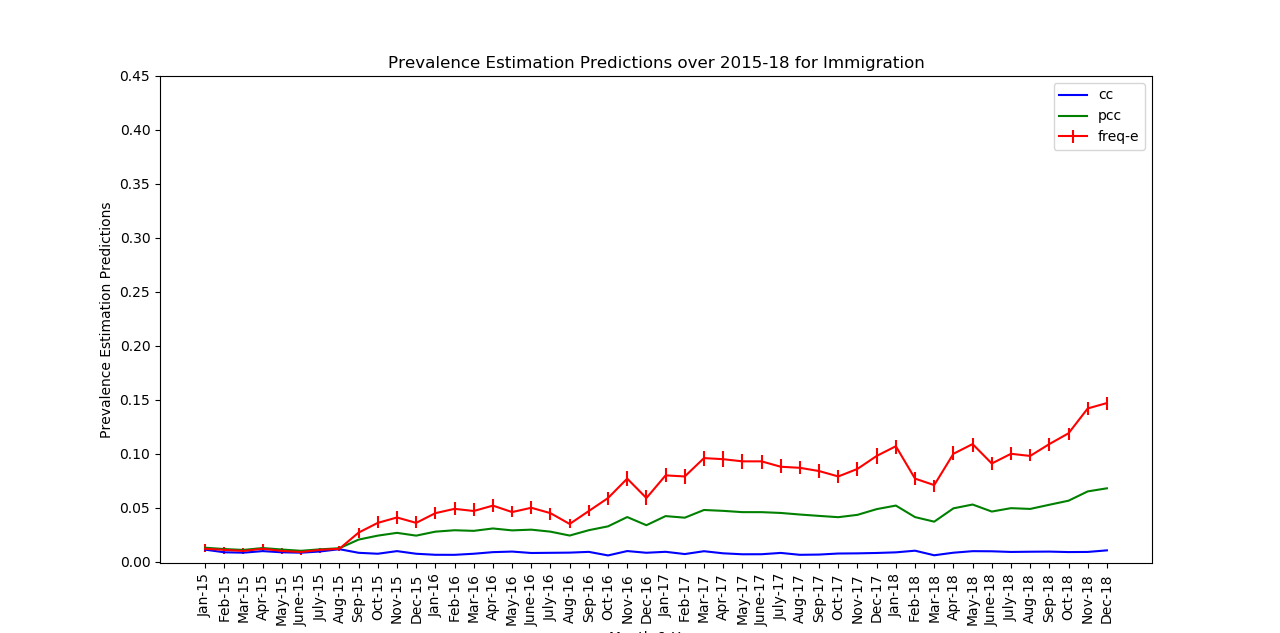 Prevalence Estimation Predictions over 2015-18 for Immigration
Prevalence Estimation Predictions
0.45
0.40
0.35
0.30
0.25
0.20
0.15
0.10
0.05
0.00
cc
pcc
freq-e
Jan-15
Feb-15
Mar-15
Apr-15
May-15
June-15
July-15
Aug-15
Sep-15
Oct-15
Nov-15
Dec-15
Jan-16
Feb-16
Mar-16
Apr-16
May-16
June-16
July-16
Aug-16
Sep-16
Oct-16
Nov-16
Dec-16
Jan-17
Feb-17
Mar-17
Apr-17
May-17
June-17
July-17
Aug-17
Sep-17
Oct-17
Nov-17
Dec-17
Jan-18
Feb-18
Mar-18
Apr-18
May-18
June-18
July-18
Aug-18
Sep-18
Oct-18
Nov-18
Dec-18